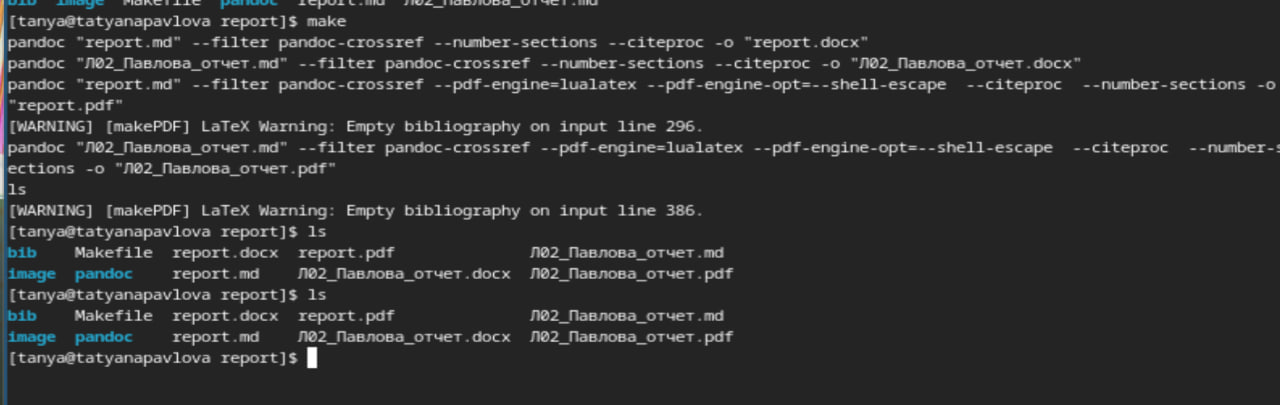 bib image Makefile pandoc report.md Л02_Павлова_отчет.md
[tanya@tatyanapavlova report]$ make
pandoc "report.md" --filter pandoc-crossref --number-sections --citeproc -o "report.docx"
pandoc "Л02_Павлова_отчет.md" --filter pandoc-crossref --number-sections --citeproc -o "Л02_Павлова_отчет.docx"
pandoc "report.md" --filter pandoc-crossref --pdf-engine=lualatex --pdf-engine-opt=--shell-escape  --citeproc  --number-sections -o
"report.pdf"
[WARNING] [makePDF] LaTeX Warning: Empty bibliography on input line 296.
pandoc "Л02_Павлова_отчет.md" --filter pandoc-crossref --pdf-engine=lualatex --pdf-engine-opt=--shell-escape  --citeproc  --number-s
ections -o "Л02_Павлова_отчет.pdf"
ls
[WARNING] [makePDF] LaTeX Warning: Empty bibliography on input line 386.
[tanya@tatyanapavlova report]$ ls
bib    Makefile  report.docx  report.pdf              Л02_Павлова_отчет.md
image  pandoc    report.md    Л02_Павлова_отчет.docx  Л02_Павлова_отчет.pdf
[tanya@tatyanapavlova report]$ ls
bib    Makefile  report.docx  report.pdf              Л02_Павлова_отчет.md
image  pandoc    report.md    Л02_Павлова_отчет.docx  Л02_Павлова_отчет.pdf
[tanya@tatyanapavlova report]$